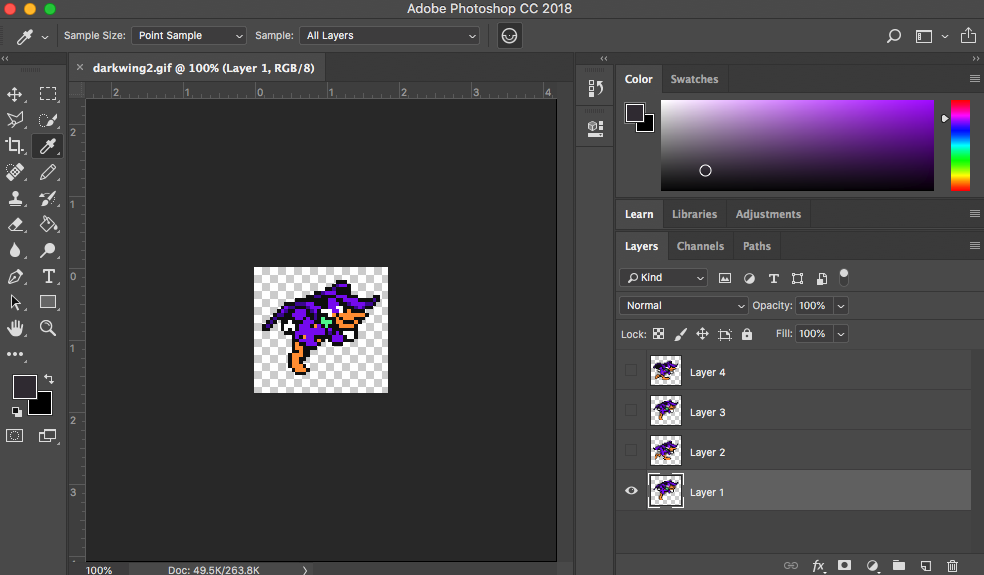 Adobe Photoshop CC 2018
Sample Size: Point Sample Sample: All Layers
darkwing2.gif @ 100% (Layer 1, RGB/8)
2 1 0 1 2 3 4
2
1
0
1
2
3
Color Swatches
Learn Libraries Adjustments
Layers Channels Paths
Kind
Normal Opacity: 100%
Lock: Fill: 100%
Layer 4
Layer 3
Layer 2
Layer 1
100% Doc: 49.5K/263.8K